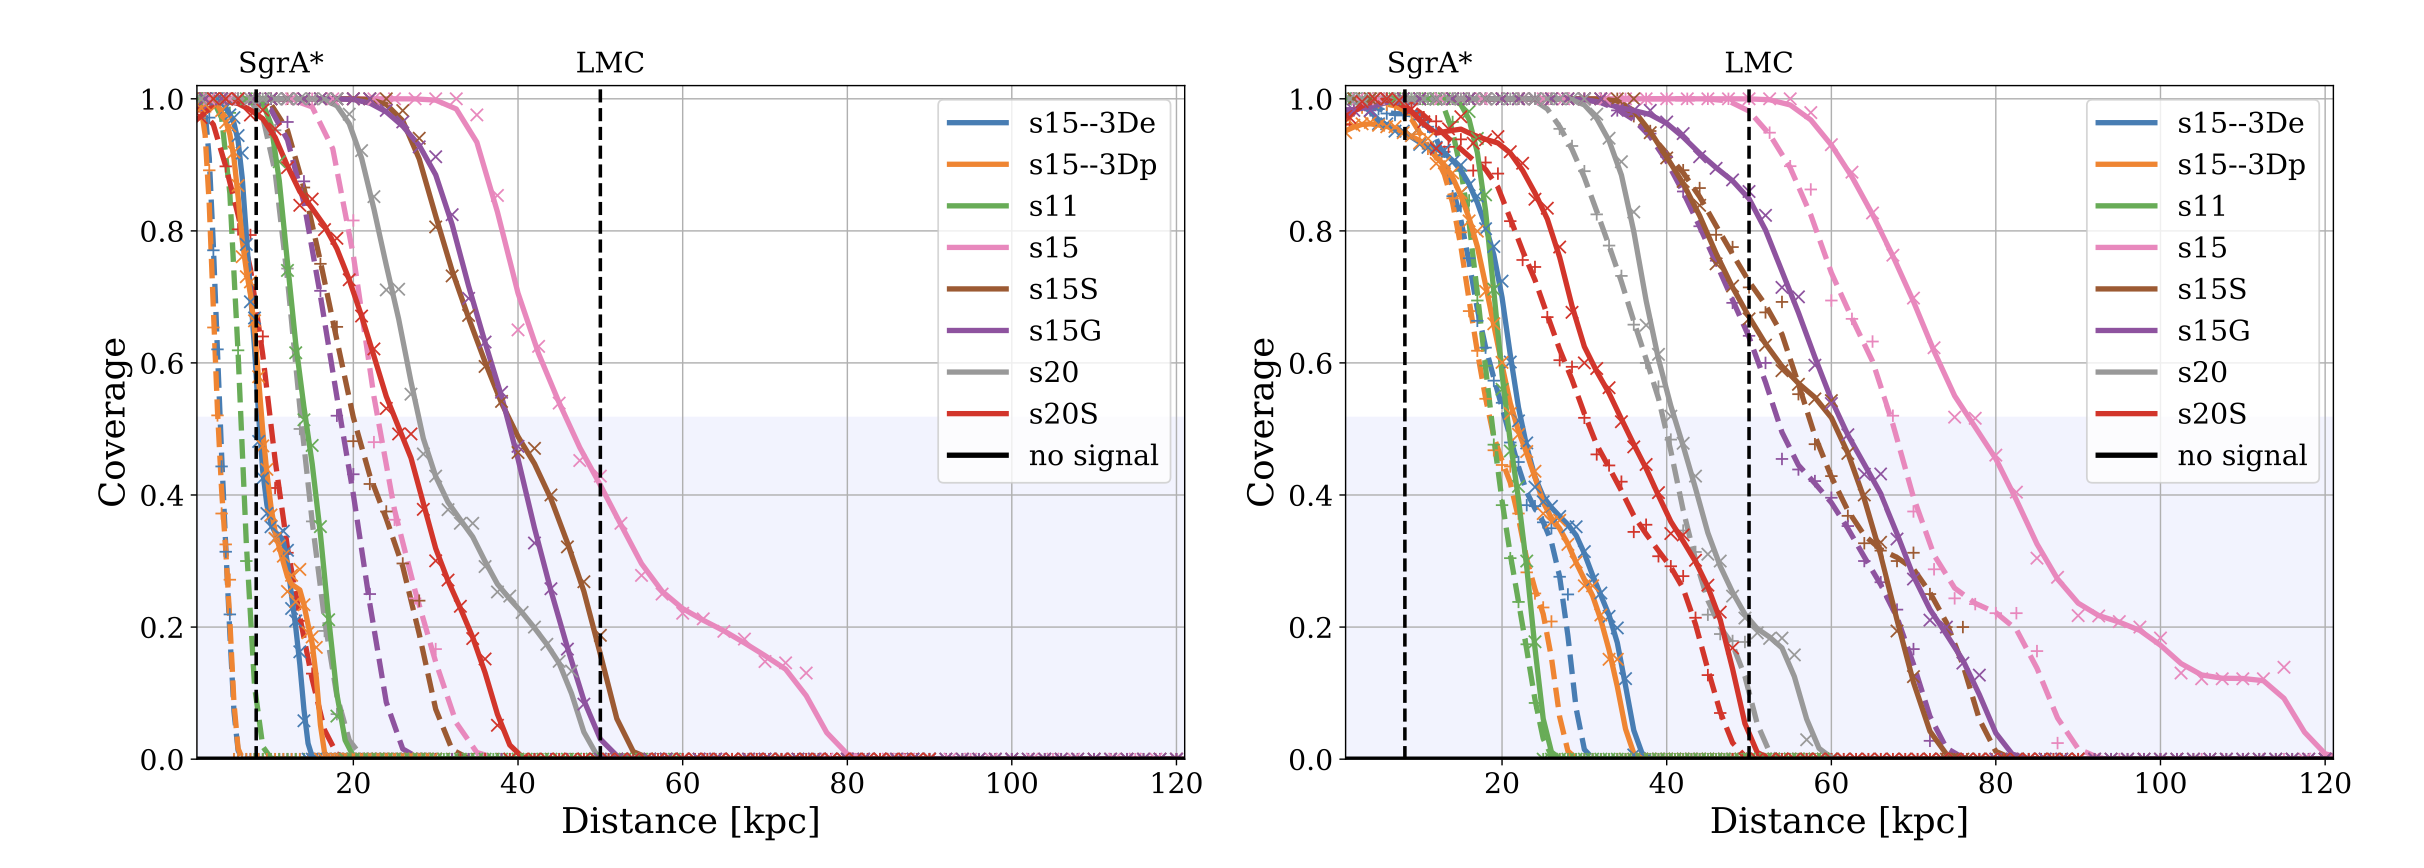 SgrA* LMC
1.0
0.8
0.6
0.4
0.2
0.0
Coverage
20 40 60 80 100 120
Distance [kpc]
s15--3De
s15--3Dp
s11
s15
s15S
s15G
s20
s20S
no signal
SgrA* LMC
1.0
0.8
0.6
0.4
0.2
0.0
Coverage
20 40 60 80 100 120
Distance [kpc]
s15--3De
s15--3Dp
s11
s15
s15S
s15G
s20
s20S
no signal